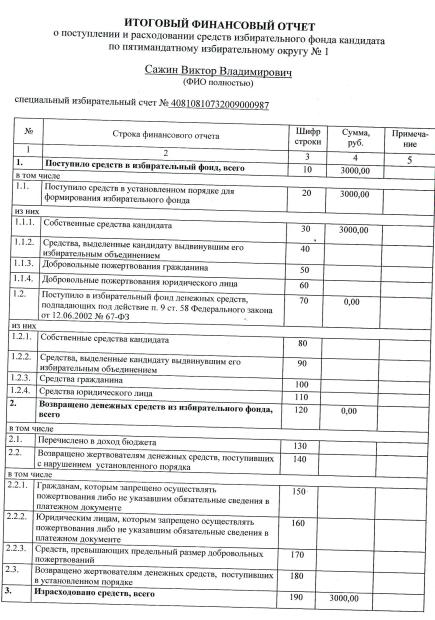 ИТОГОВЫЙ ФИНАНСОВЫЙ ОТЧЕТ
о поступлении и расходовании средств избирательного фонда кандидата
по пятимандатному избирательному округу № 1
Сажин Виктор Владимирович
(ФИО полностью)
специальный избирательный счет № 40810810732009000987
№ Строка финансового отчета Шифр строки Сумма, руб. Примеча-ние
1 2 3 4 5
1. Поступило средств в избирательный фонд, всего 10 3000,00
в том числе
1.1. Поступило средств в установленном порядке для
формирования избирательного фонда 20 3000,00
из них
1.1.1. Собственные средства кандидата 30 3000,00
1.1.2. Средства, выделенные кандидату выдвинувшим его
избирательным объединением 40
1.1.3. Добровольные пожертвования гражданина 50
1.1.4. Добровольные пожертвования юридического лица 60
1.2. Поступило в избирательный фонд денежных средств, 70 0,00
подпадающих под действие п. 9 ст. 58 Федерального закона
от 12.06.2002 № 67-ФЗ
из них
1.2.1. Собственные средства кандидата 80
1.2.2. Средства, выделенные кандидату выдвинувшим его
избирательным объединением 90
1.2.3. Средства гражданина 100
1.2.4. Средства юридического лица 110
2. Возвращено денежных средств из избирательного фонда,
всего 120 0,00
в том числе
2.1. Перечислено в доход бюджета 130
2.2. Возвращено жертвователям денежных средств, поступивших 140
с нарушением установленного порядка
в том числе
2.2.1. Гражданам, которым запрещено осуществлять 150
пожертвования либо не указавшим обязательные сведения в
платежном документе
2.2.2. Юридическим лицам, которым запрещено осуществлять 160
пожертвования либо не указавшим обязательные сведения в
платежном документе
2.2.3. Средств, превышающих предельный размер добровольных
пожертвований 170
2.3. Возвращено жертвователям денежных средств, поступивших
в установленном порядке 180
3. Израсходовано средств, всего 190 3000,00